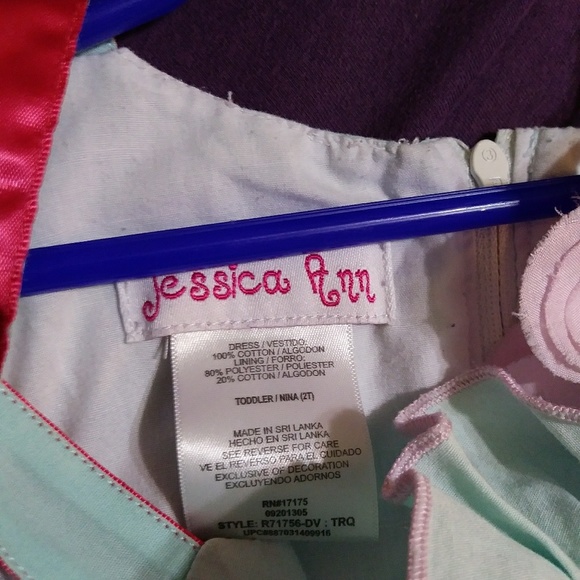 Jessica Ann
DRESS / VESTIDO:
100% COTTON / ALGODON
LINING / FORRO:
80% POLYESTER / POLIESTER
20% COTTON / ALGODON
TODDLER / NINA (2T)
MADE IN SRI LANKA
HECHO EN SRI LANKA
SEE REVERSE FOR CARE
VE EL REVERSO PARA EL CUIDADO
EXCLUSIVE OF DECORATION
EXCLUYENDO ADORNOS
RN#17175
09201305
STYLE: R71756-DV : TRQ